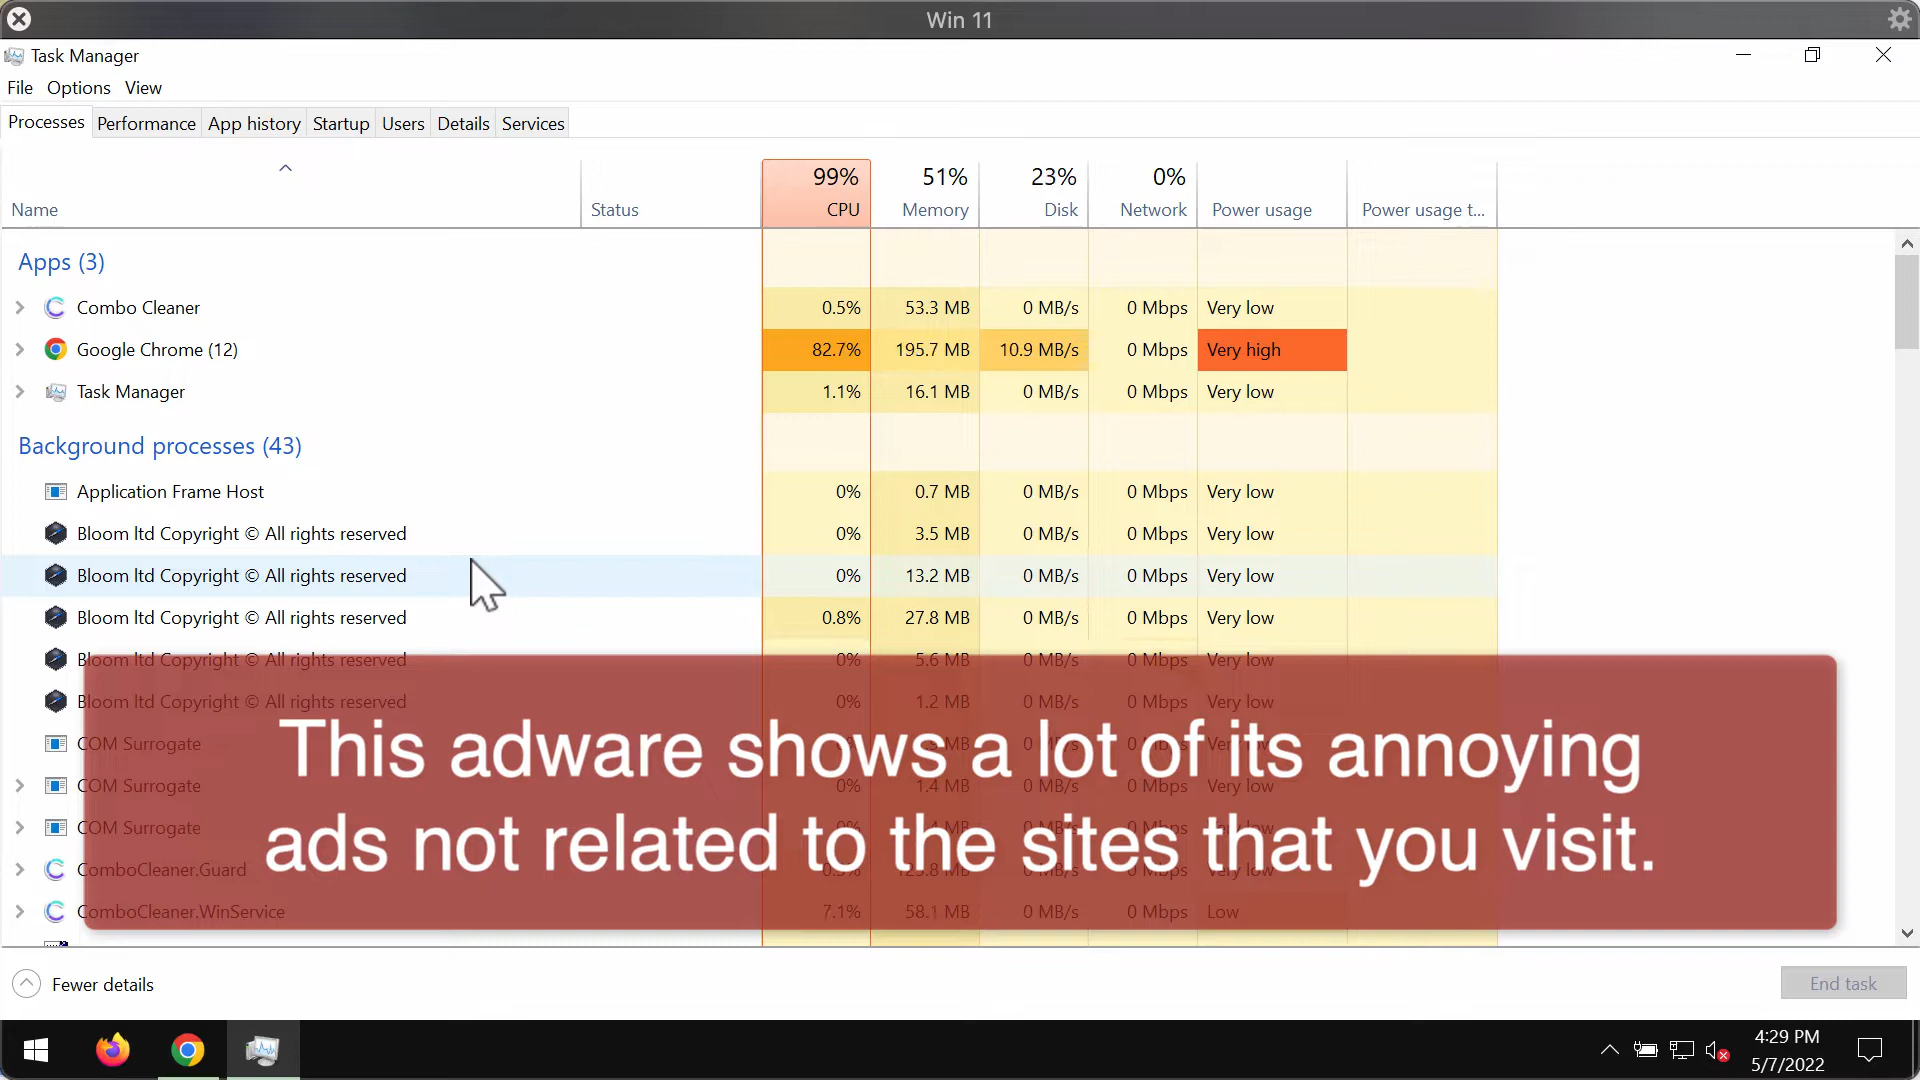 Win 11
Task Manager
File Options View
Processes Performance App history Startup Users Details Services
99% 51% 23% 0%
Name Status CPU Memory Disk Network Power usage Power usage t...
Apps (3)
Combo Cleaner 0.5% 53.3 MB 0 MB/s 0 Mbps Very low
Google Chrome (12) 82.7% 195.7 MB 10.9 MB/s 0 Mbps Very high
Task Manager 1.1% 16.1 MB 0 MB/s 0 Mbps Very low
Background processes (43)
Application Frame Host 0% 0.7 MB 0 MB/s 0 Mbps Very low
Bloom ltd Copyright © All rights reserved 0% 3.5 MB 0 MB/s 0 Mbps Very low
Bloom ltd Copyright © All rights reserved 0% 13.2 MB 0 MB/s 0 Mbps Very low
Bloom ltd Copyright © All rights reserved 0.8% 27.8 MB 0 MB/s 0 Mbps Very low
Bloom ltd Copyright © All rights reserved 0% 5.6 MB 0 MB/s 0 Mbps Very low
Bloom ltd Copyright © All rights reserved 0% 1.2 MB 0 MB/s 0 Mbps Very low
COM Surrogate
This adware shows a lot of its annoying
COM Surrogate 0% 1.4 MB 0 MB/s 0 Mbps Very low
COM Surrogate
ads not related to the sites that you visit.
ComboCleaner.Guard
ComboCleaner.WinService 7.1% 58.1 MB 0 MB/s 0 Mbps Low
Fewer details End task
4:29 PM
5/7/2022